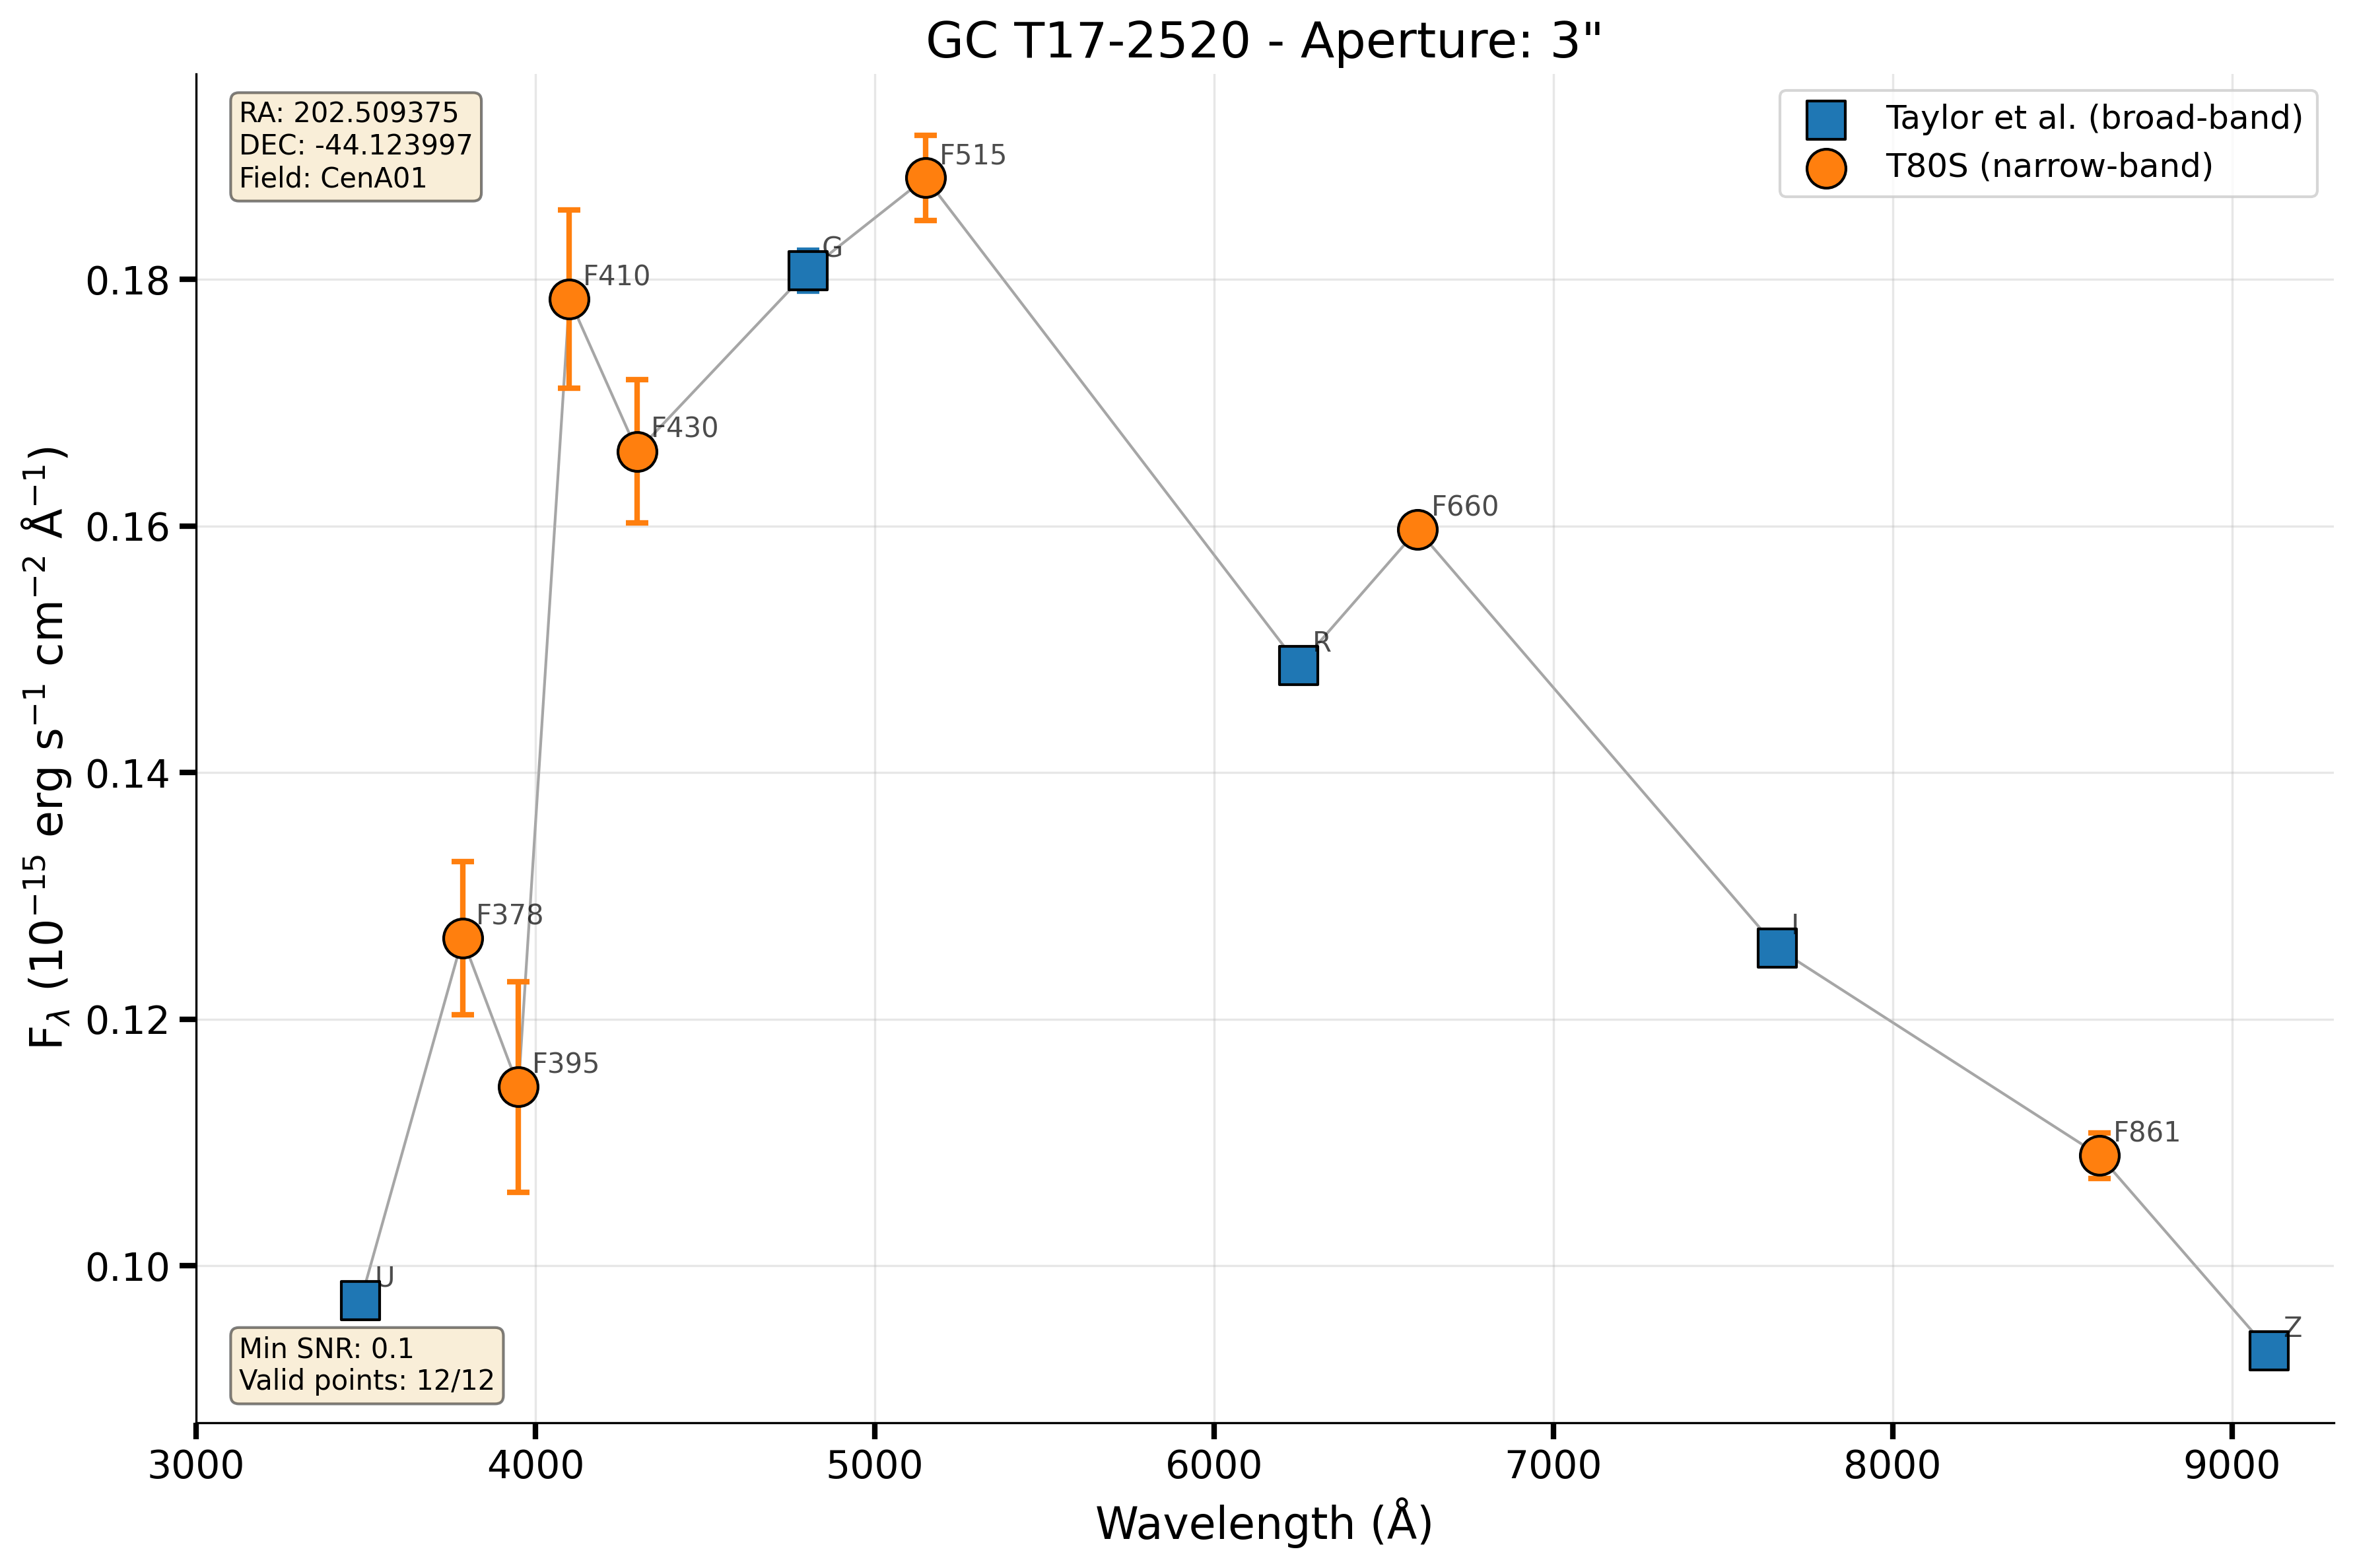 GC T17-2520 - Aperture: 3"
RA: 202.509375
DEC: -44.123997
Field: CenA01
Taylor et al. (broad-band)
T80S (narrow-band)
F515
G
F410
F430
F660
R
F378
I
F395
F861
U
Z
Min SNR: 0.1
Valid points: 12/12
0.18
0.16
0.14
0.12
0.10
F_λ (10⁻¹⁵ erg s⁻¹ cm⁻² Å⁻¹)
3000 4000 5000 6000 7000 8000 9000
Wavelength (Å)